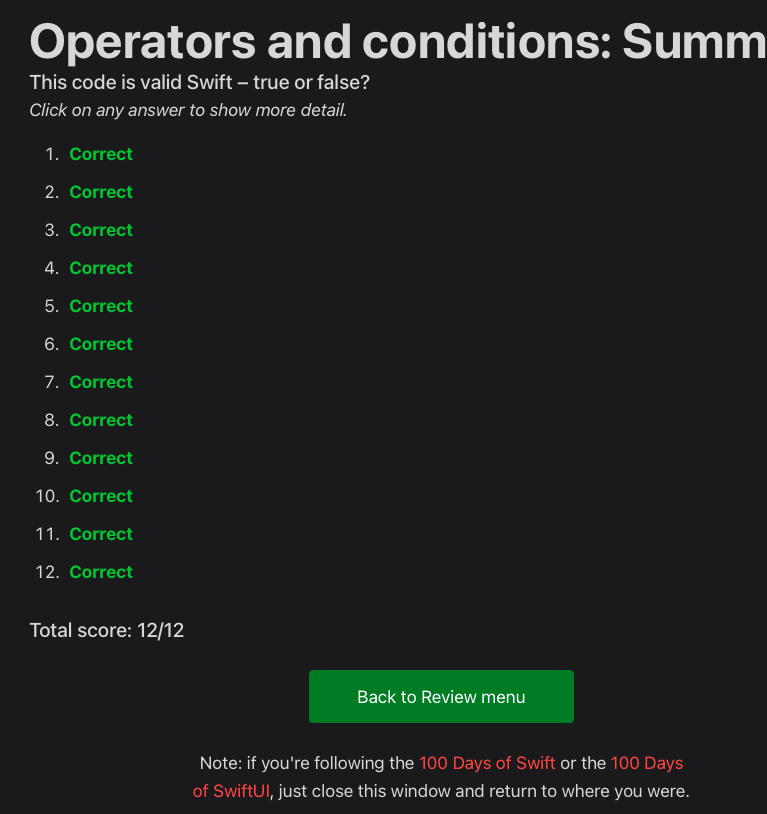 Operators and conditions: Summ
This code is valid Swift – true or false?
Click on any answer to show more detail.
1. Correct
2. Correct
3. Correct
4. Correct
5. Correct
6. Correct
7. Correct
8. Correct
9. Correct
10. Correct
11. Correct
12. Correct
Total score: 12/12
Back to Review menu
Note: if you're following the 100 Days of Swift or the 100 Days
of SwiftUI, just close this window and return to where you were.